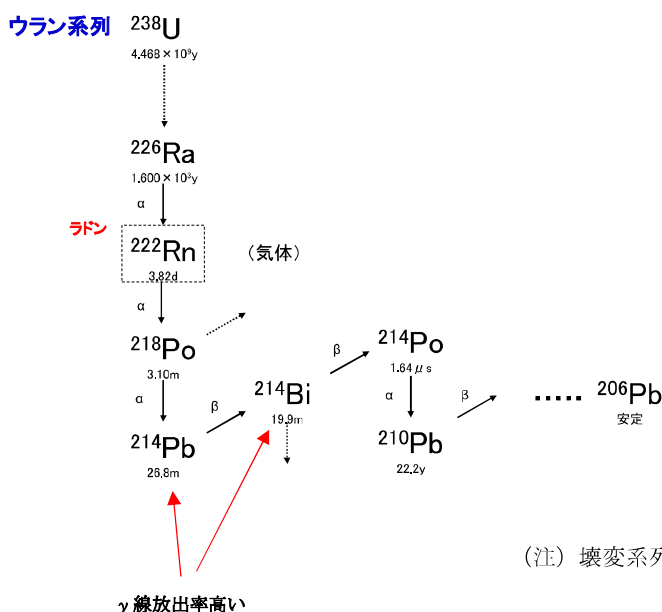 ウラン系列
²³⁸U
4.468×10⁹y
²²⁶Ra
1.600×10³y
α
ラドン
²²²Rn
3.82d
(気体)
α
²¹⁸Po
3.10m
α
²¹⁴Pb
26.8m
β
²¹⁴Bi
19.9m
β
²¹⁴Po
1.64μs
α
²¹⁰Pb
22.2y
β
²⁰⁶Pb
安定
(注) 壊変系列
γ線放出率高い